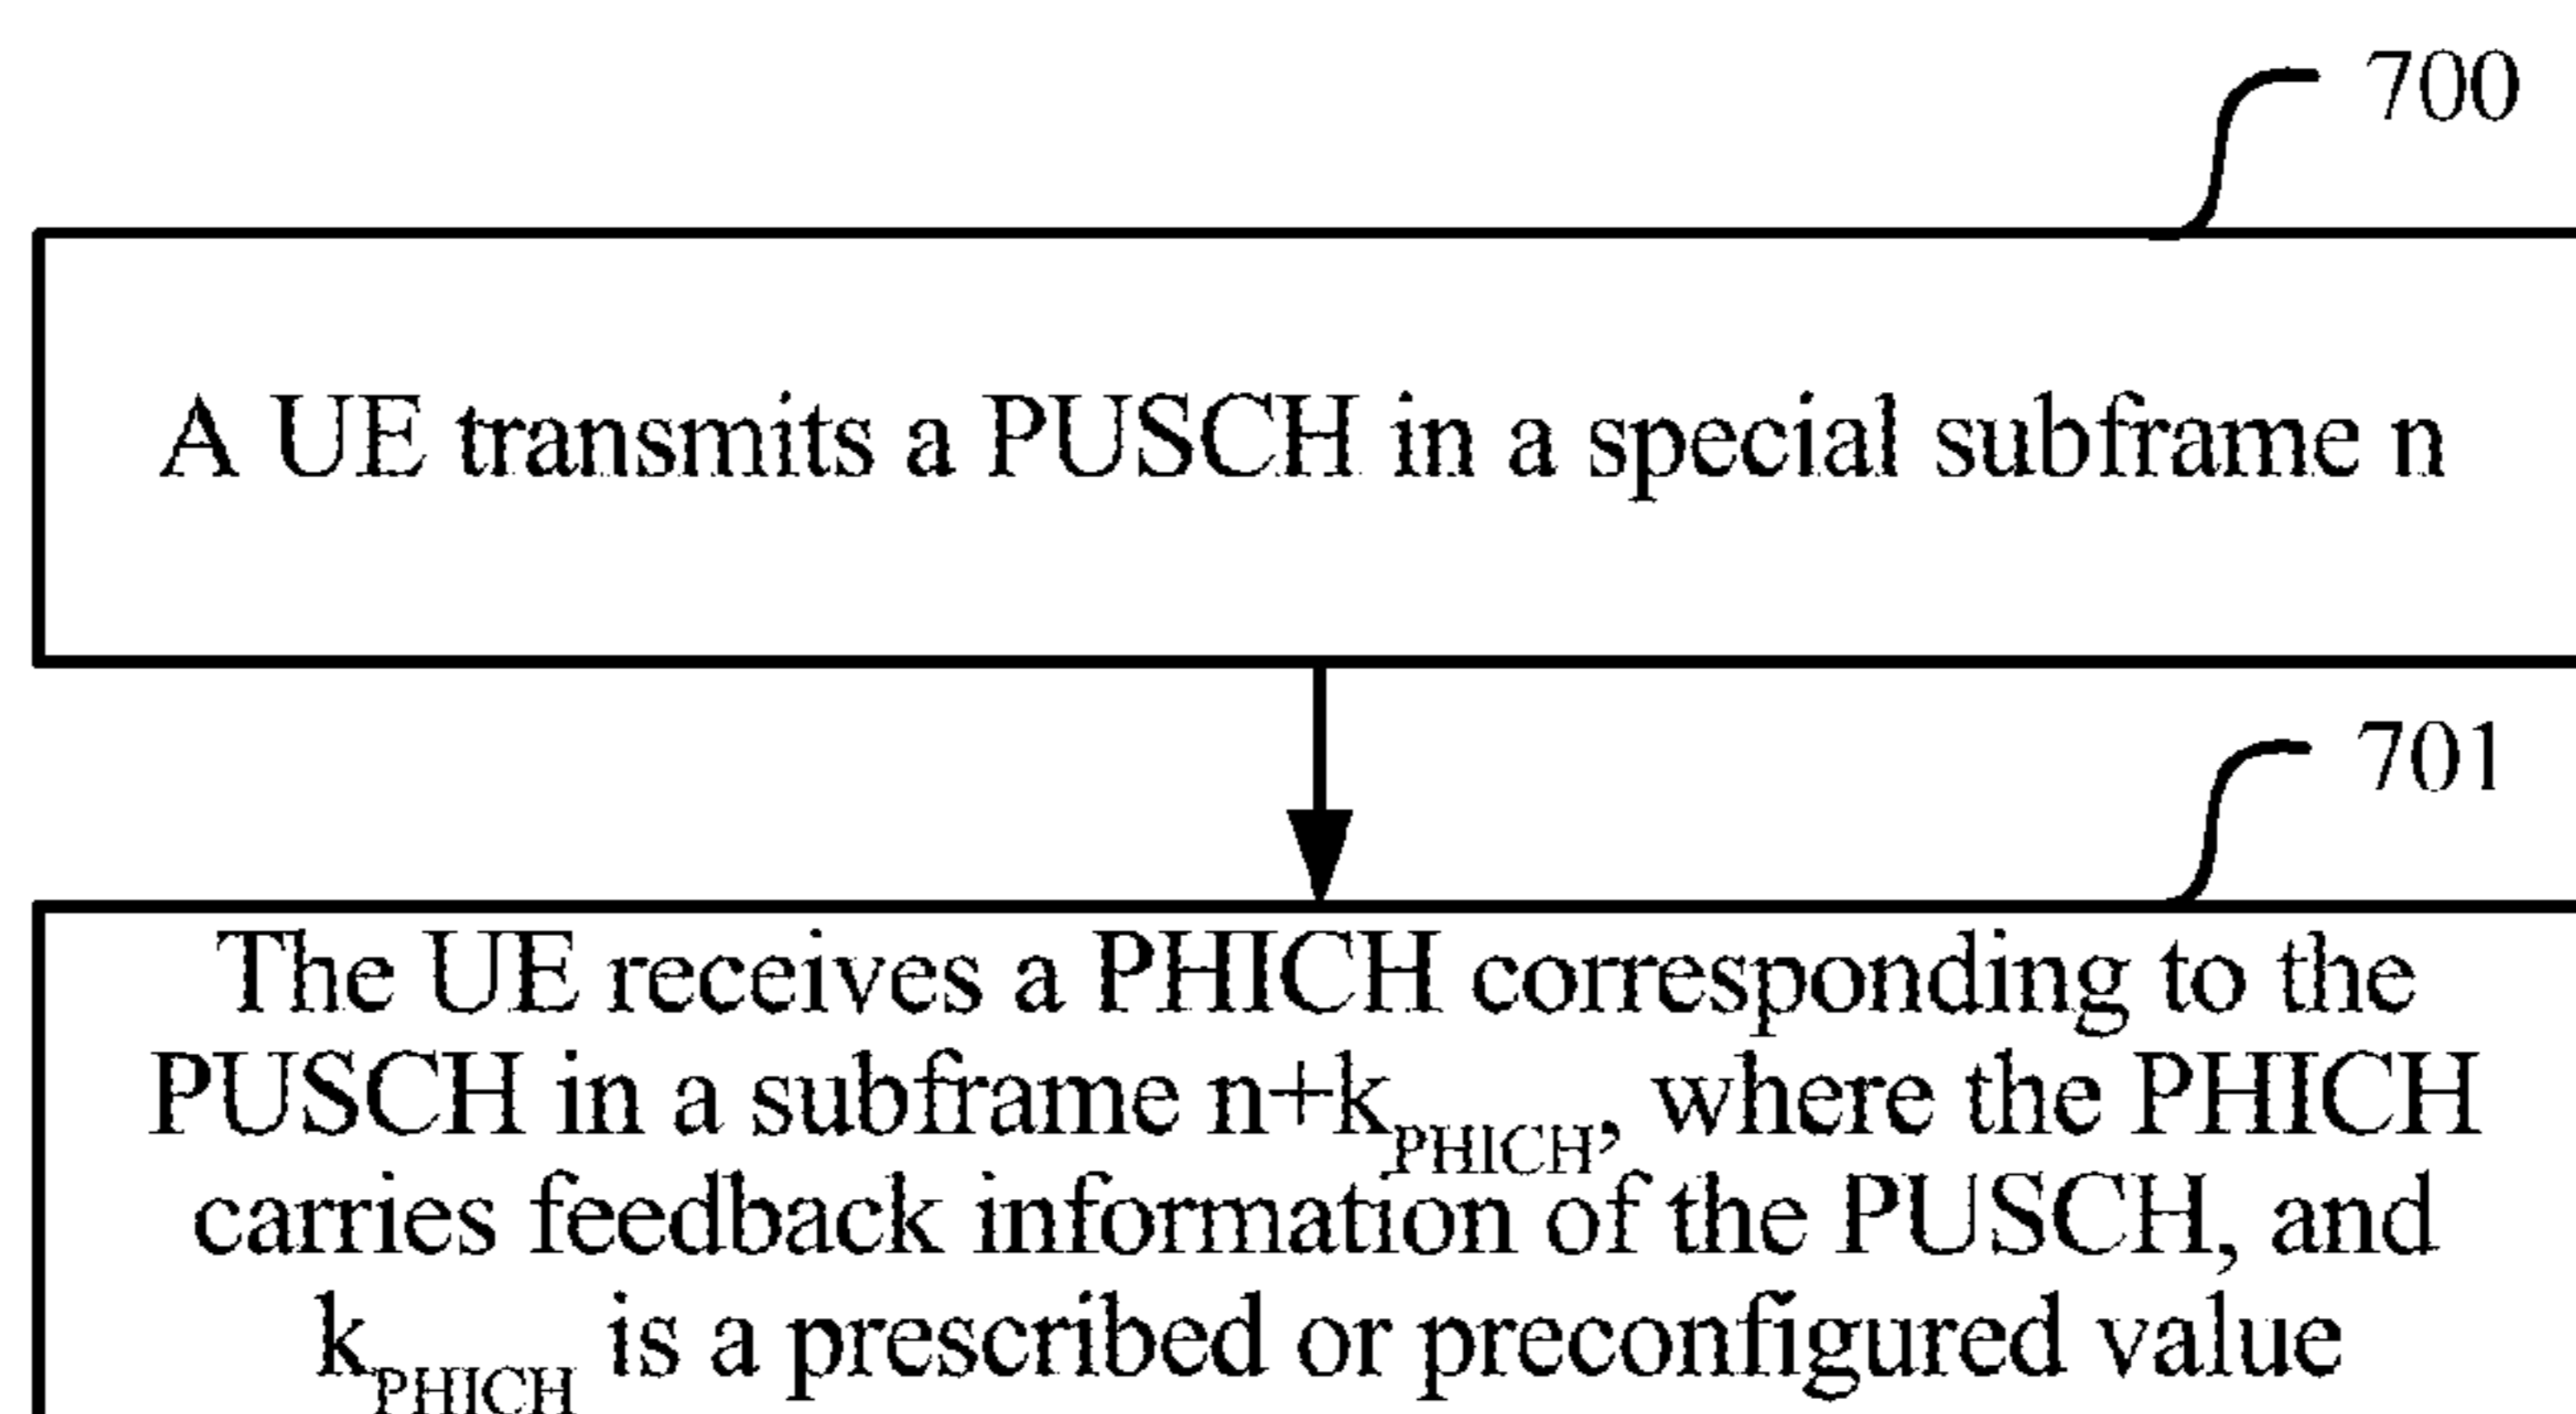 700
A UE transmits a PUSCH in a special subframe n
701
The UE receives a PHICH corresponding to the
PUSCH in a subframe n+kPHICH, where the PHICH
carries feedback information of the PUSCH, and
kPHICH is a prescribed or preconfigured value